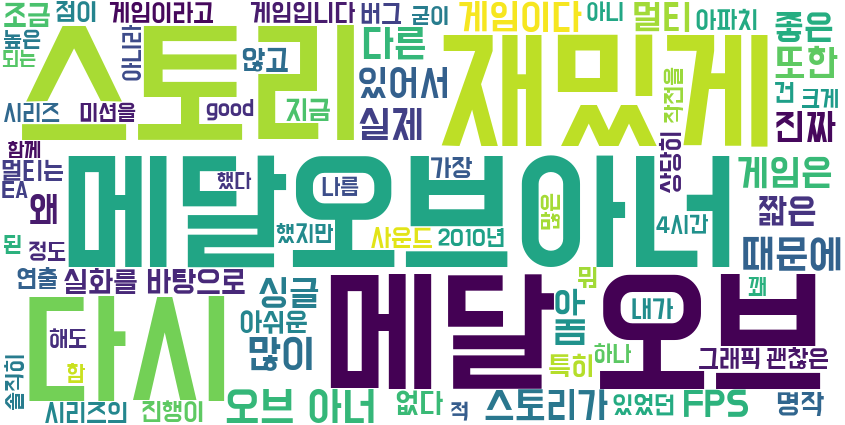 조금 점이 게임이라고 게임입니다 버그 굳이 게임이다 아니 멀티 아파치 좋은
높은 되는 아니라 않고 다른 또한
스토리 재밌게
있어서 작전을 건 크게
시리즈 미션을 good 지금 실제 진짜
함께 상당히
멀티는 EA 왜 했다 나름 가장 게임은
메달오브아너
많은 4시간 짧은
된 정도 했지만 사운드 2010년 때문에
연출 실화를 바탕으로 싱글 뭐 꽤
다시 메달 오브
아쉬운 아 몸 내가
해도 많이 특히 하나 그래픽 괜찮은
솔직히 함
시리즈의 진행이 오브 아너 없다 적 스토리가 있었던 FPS 명작